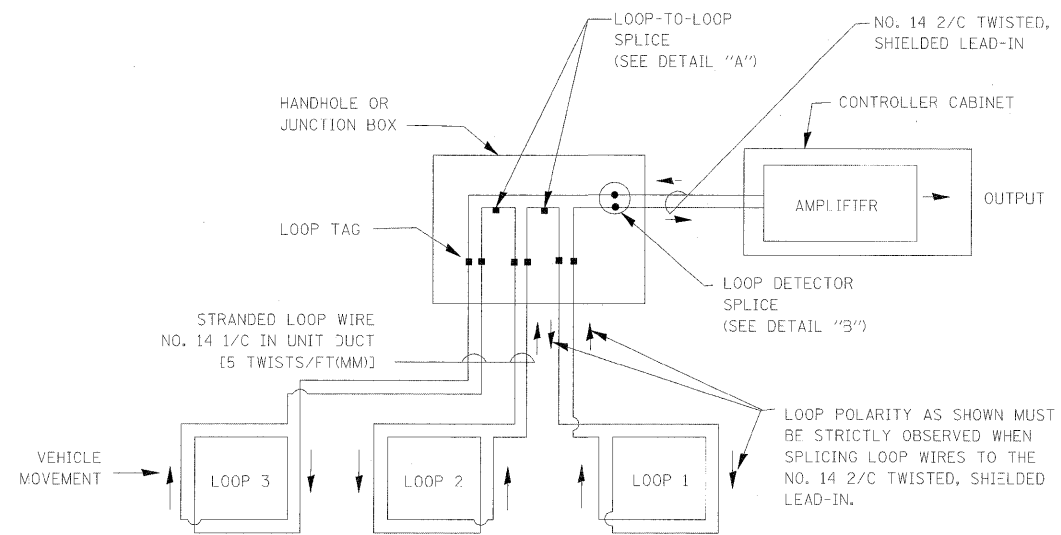 LOOP-TO-LOOP
SPLICE
(SEE DETAIL "A")
NO. 14 2/C TWISTED,
SHIELDED LEAD-IN
HANDHOLE OR
JUNCTION BOX
CONTROLLER CABINET
AMPLIFIER
OUTPUT
LOOP TAG
LOOP DETECTOR
SPLICE
(SEE DETAIL "B")
STRANDED LOOP WIRE
NO. 14 1/C IN UNIT DUCT
[5 TWISTS/FT(MM)]
LOOP POLARITY AS SHOWN MUST
BE STRICTLY OBSERVED WHEN
SPLICING LOOP WIRES TO THE
NO. 14 2/C TWISTED, SHIELDED
LEAD-IN.
VEHICLE
MOVEMENT
LOOP 3
LOOP 2
LOOP 1